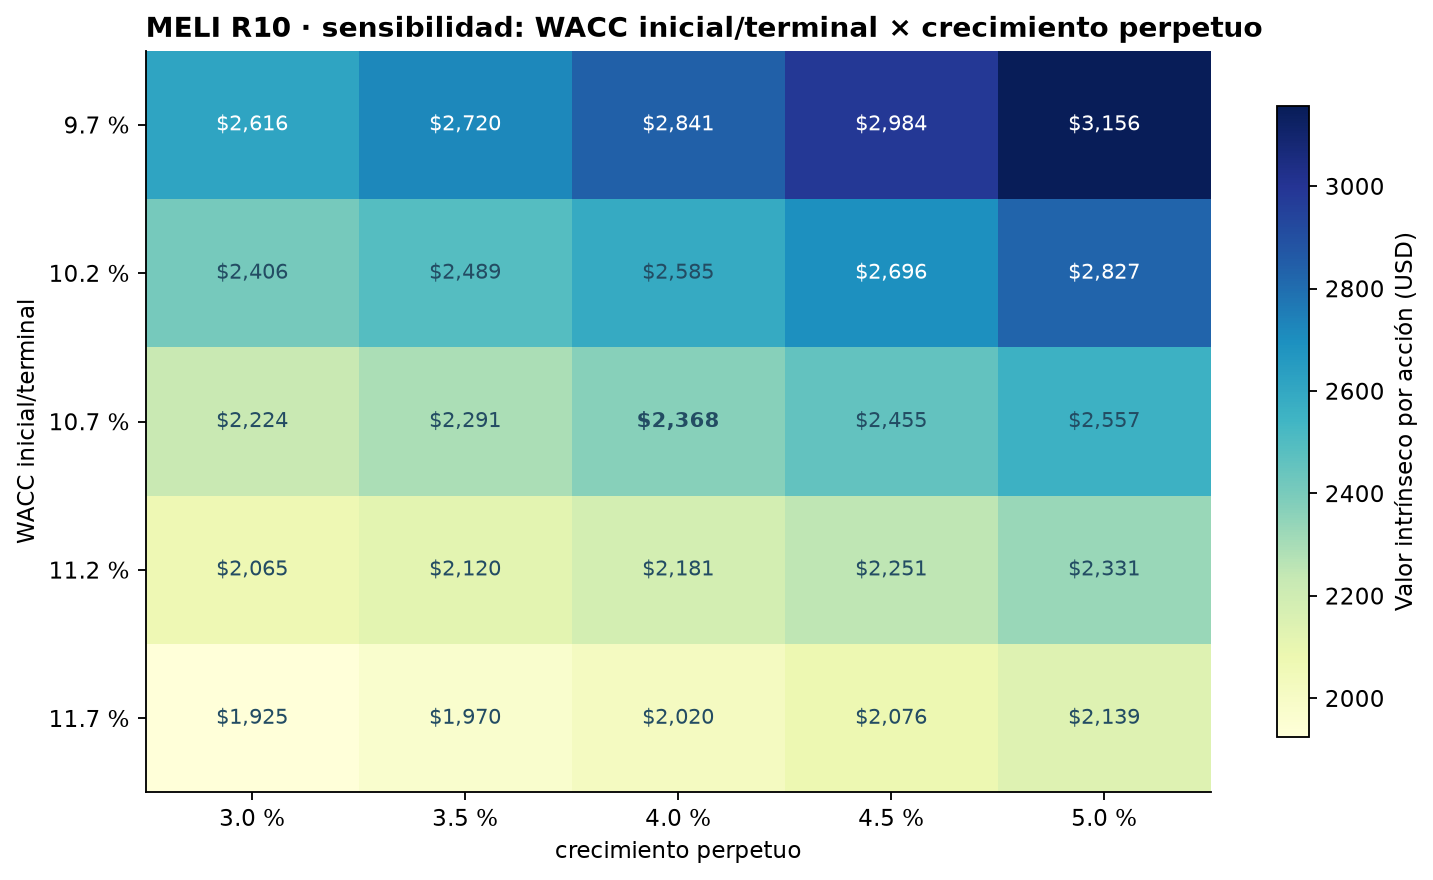 MELI R10 · sensibilidad: WACC inicial/terminal × crecimiento perpetuo
WACC inicial/terminal
9.7 % $2,616 $2,720 $2,841 $2,984 $3,156
10.2 % $2,406 $2,489 $2,585 $2,696 $2,827
10.7 % $2,224 $2,291 $2,368 $2,455 $2,557
11.2 % $2,065 $2,120 $2,181 $2,251 $2,331
11.7 % $1,925 $1,970 $2,020 $2,076 $2,139
3.0 % 3.5 % 4.0 % 4.5 % 5.0 %
crecimiento perpetuo
3000
2800
2600
2400
2200
2000
Valor intrínseco por acción (USD)